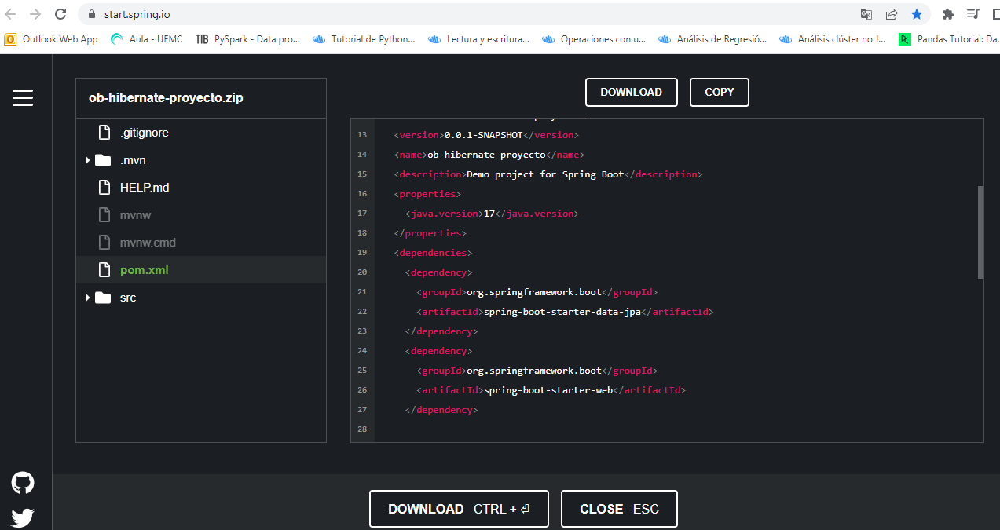 start.spring.io
Outlook Web App
Aula - UEMC
TIB PySpark - Data pro...
Tutorial de Python...
Lectura y escritura...
Operaciones con u...
Análisis de Regresió...
Análisis clúster no J...
Pandas Tutorial: Da.
ob-hibernate-proyecto.zip
DOWNLOAD
COPY
.gitignore
.mvn
HELP.md
mvnw
mvnw.cmd
pom.xml
src
13 <version>0.0.1-SNAPSHOT</version>
14 <name>ob-hibernate-proyecto</name>
15 <description>Demo project for Spring Boot</description>
16 <properties>
17 <java.version>17</java.version>
18 </properties>
19 <dependencies>
20 <dependency>
21 <groupId>org.springframework.boot</groupId>
22 <artifactId>spring-boot-starter-data-jpa</artifactId>
23 </dependency>
24 <dependency>
25 <groupId>org.springframework.boot</groupId>
26 <artifactId>spring-boot-starter-web</artifactId>
27 </dependency>
28
DOWNLOAD CTRL + ⏎
CLOSE ESC